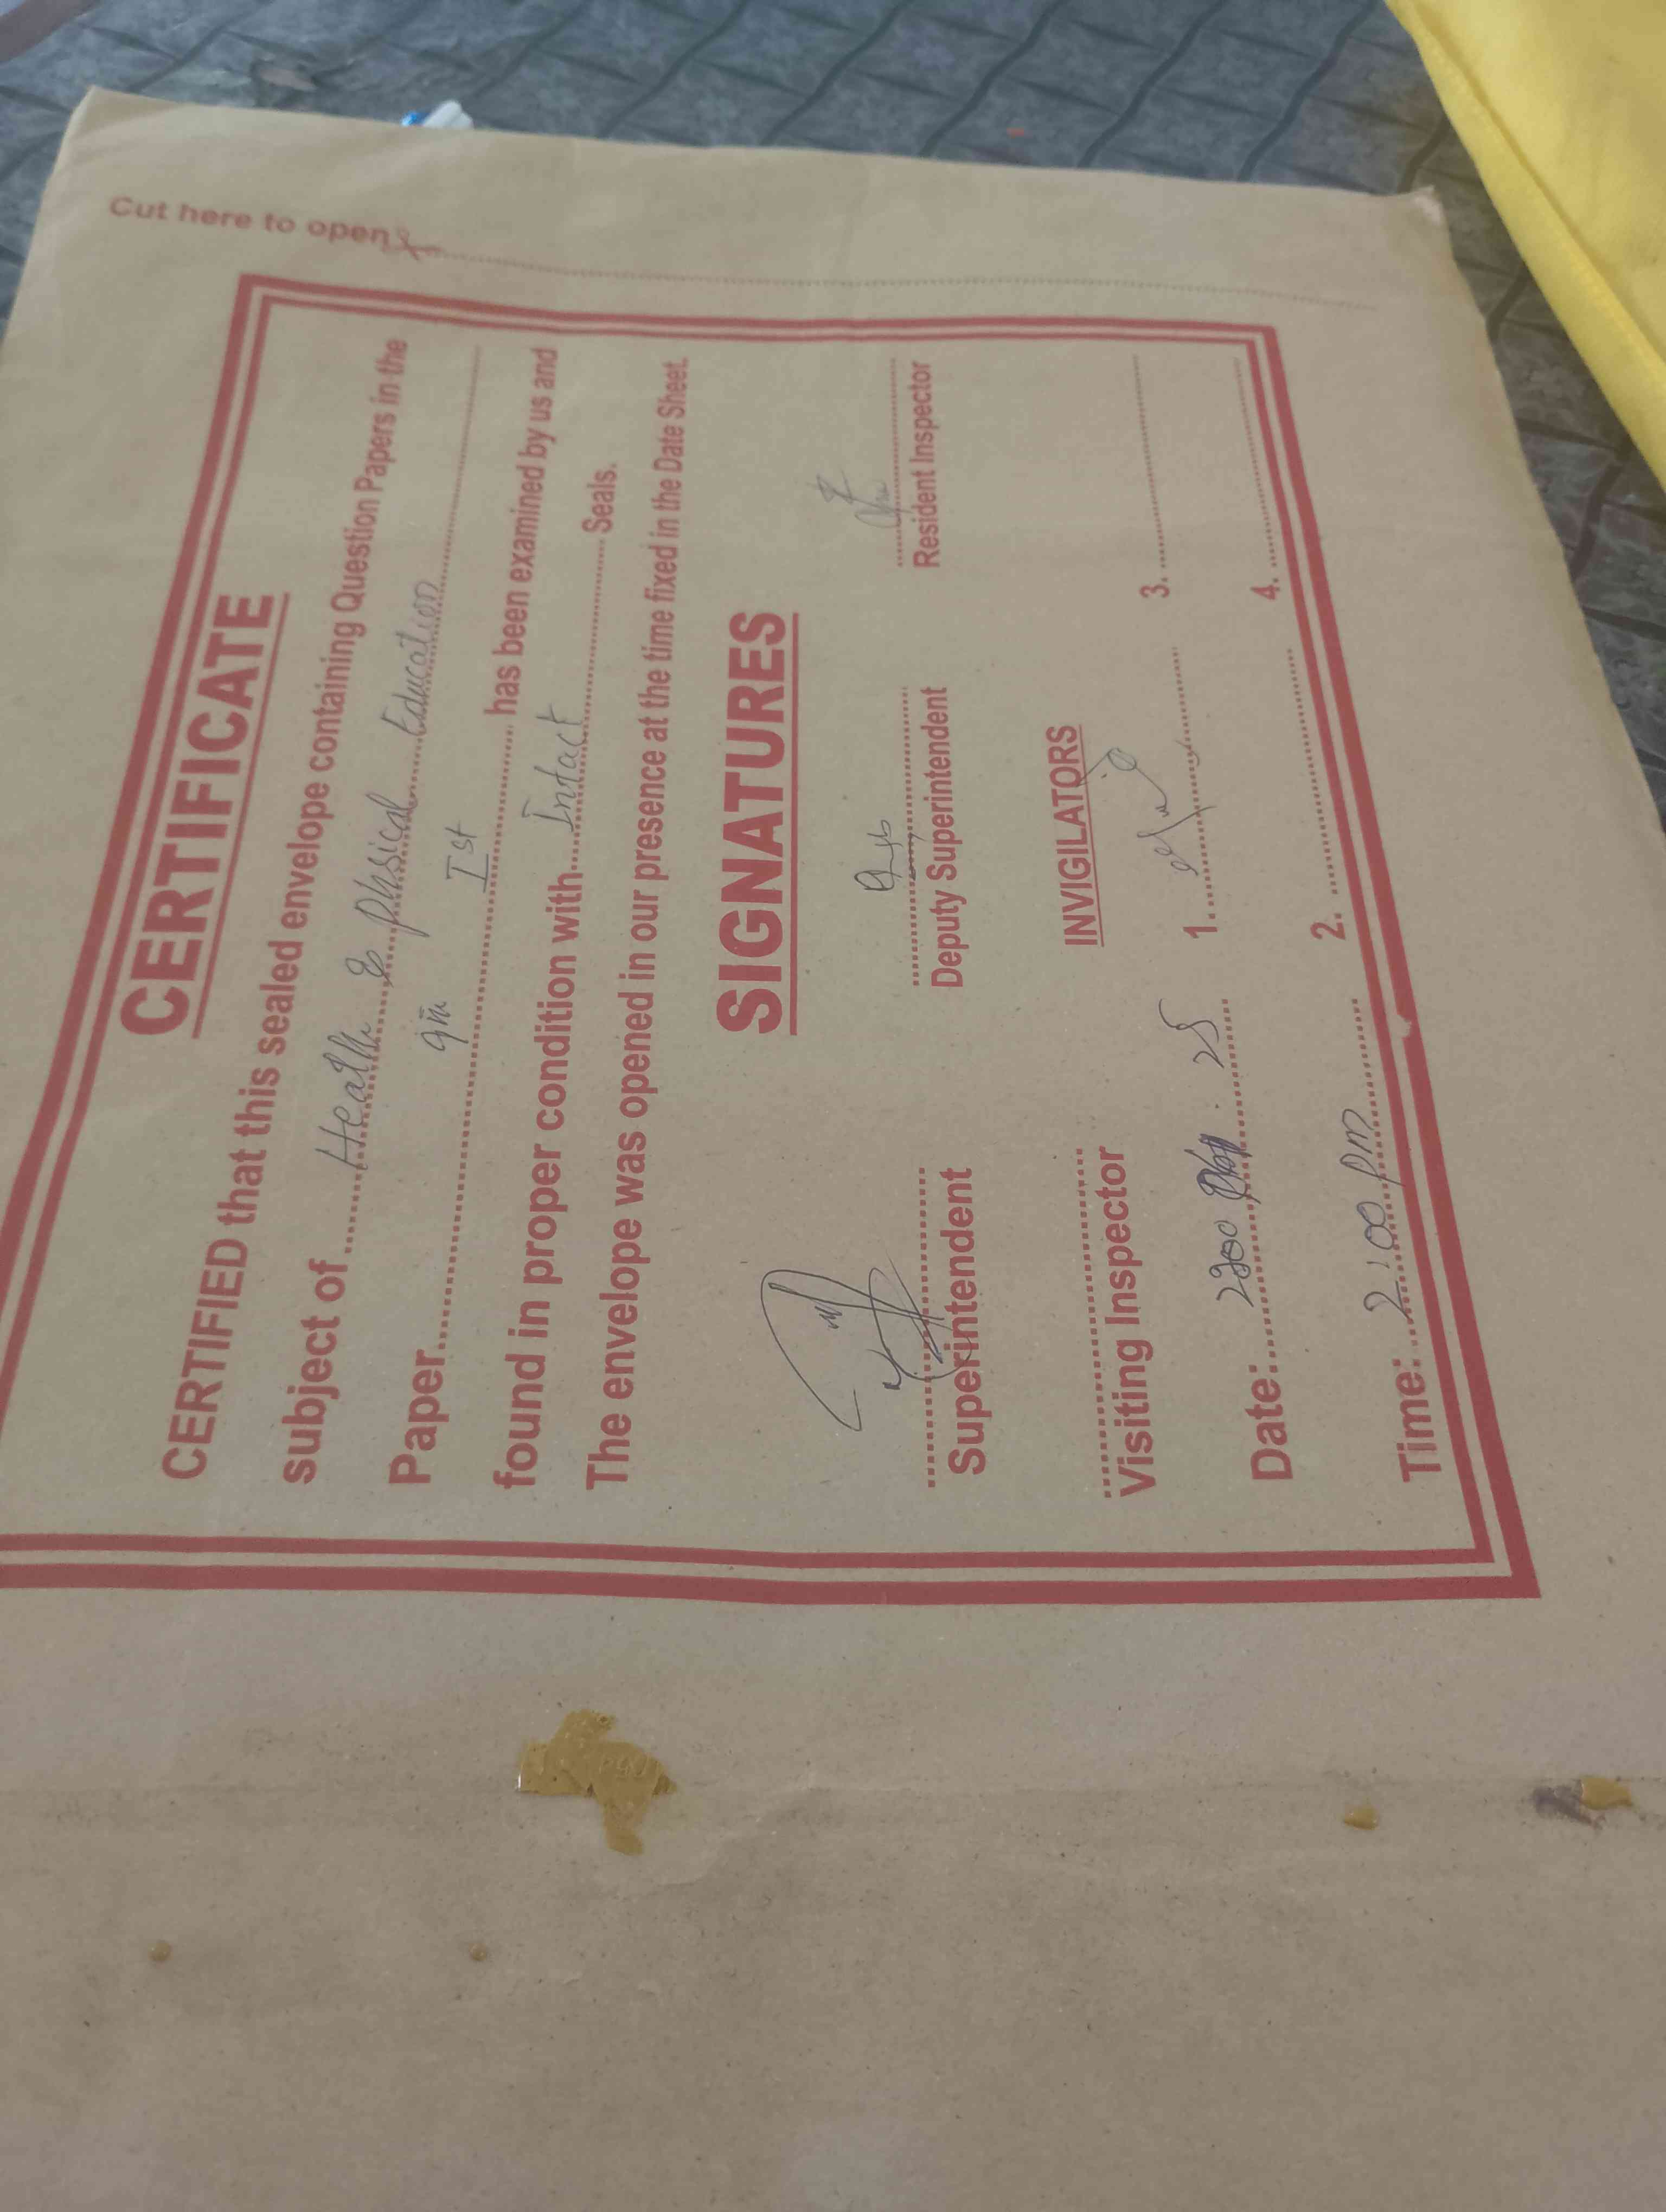 Cut here to open
CERTIFICATE
CERTIFIED that this sealed envelope containing Question Papers in the
subject of Health & Phsical Education
9th
Paper Ist has been examined by us and
found in proper condition with Intact Seals.
The envelope was opened in our presence at the time fixed in the Date Sheet.
SIGNATURES
Superintendent Deputy Superintendent Resident Inspector
INVIGILATORS
Visiting Inspector
1. 3.
Date: 25
2. 4.
Time: 2:00 pm